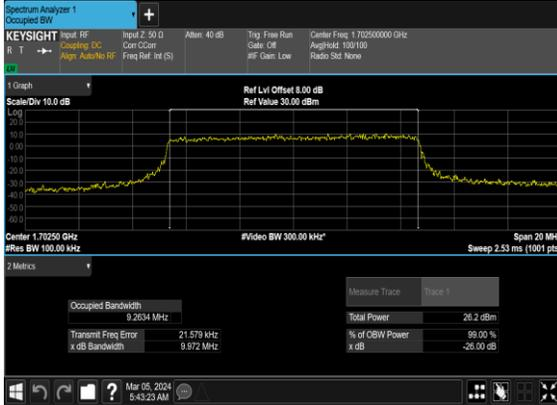 Spectrum Analyzer 1
Occupied BW
+
KEYSIGHT Input: RF Input Z: 50 Ω Atten: 40 dB Trig: Free Run Center Freq: 1.702500000 GHz
R T Coupling: DC Corr CCorr Gate: Off Avg|Hold: 100/100
Align: Auto/No RF Freq Ref: Int (S) #IF Gain: Low Radio Std: None
1 Graph
Ref Lvl Offset 8.00 dB
Scale/Div 10.0 dB Ref Value 30.00 dBm
Log
20.0
10.0
0.00
-10.0
-20.0
-30.0
-40.0
-50.0
-60.0
Center 1.70250 GHz #Video BW 300.00 kHz* Span 20 MH
#Res BW 100.00 kHz Sweep 2.53 ms (1001 pts
2 Metrics
Measure Trace Trace 1
Occupied Bandwidth
9.2634 MHz Total Power 26.2 dBm
Transmit Freq Error 21.579 kHz % of OBW Power 99.00 %
x dB Bandwidth 9.972 MHz x dB -26.00 dB
?
Mar 05, 2024
5:43:23 AM